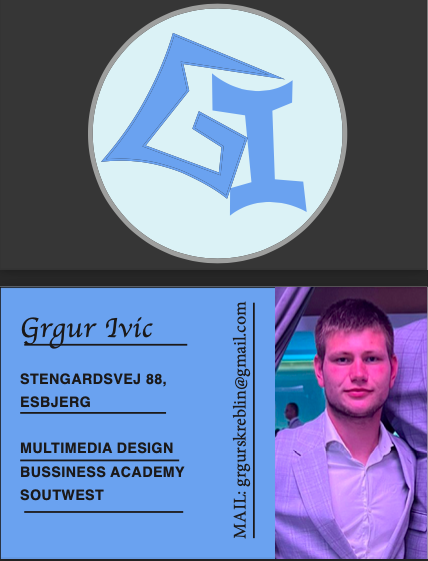 GI
Grgur Ivic
STENGARDSVEJ 88,
ESBJERG
MULTIMEDIA DESIGN
BUSSINESS ACADEMY
SOUTWEST
MAIL: grgurskreblin@gmail.com